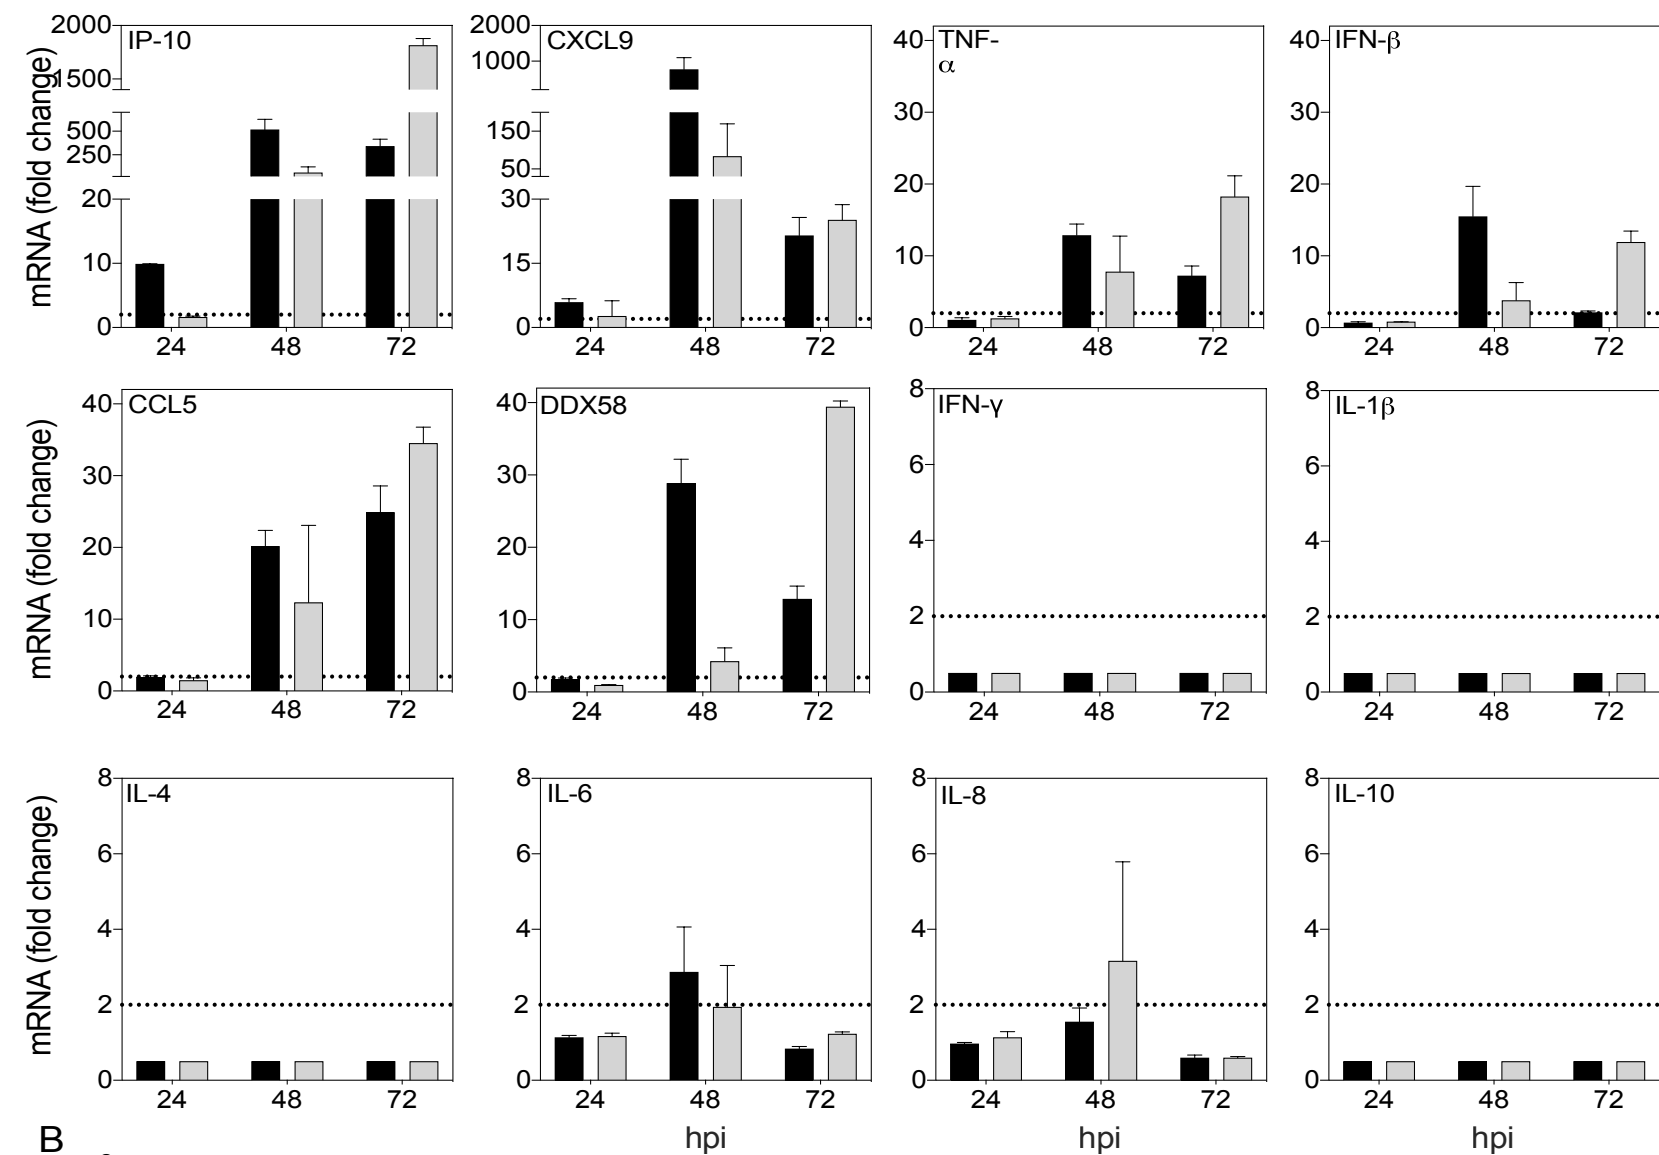 2000 IP-10 2000 CXCL9 40 TNF- α 40 IFN-β
1500 1000 30 30
500 150 20 20
250 50 10 10
20 30 0 0
10 15
0 0
24 48 72 24 48 72 24 48 72 24 48 72
mRNA (fold change)
40 CCL5 40 DDX58 8 IFN-γ 8 IL-1β
30 30 6 6
20 20 4 4
10 10 2 2
0 0 0 0
24 48 72 24 48 72 24 48 72 24 48 72
mRNA (fold change)
8 IL-4 8 IL-6 8 IL-8 8 IL-10
6 6 6 6
4 4 4 4
2 2 2 2
0 0 0 0
24 48 72 24 48 72 24 48 72 24 48 72
mRNA (fold change)
B hpi hpi hpi